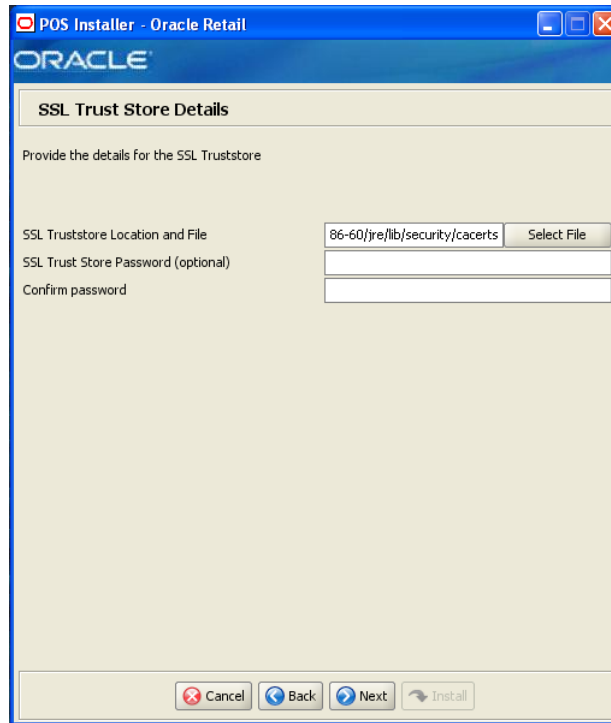 POS Installer - Oracle Retail
ORACLE
SSL Trust Store Details
Provide the details for the SSL Truststore
SSL Truststore Location and File 86-60/jre/lib/security/cacerts Select File
SSL Trust Store Password (optional)
Confirm password
Cancel Back Next Install